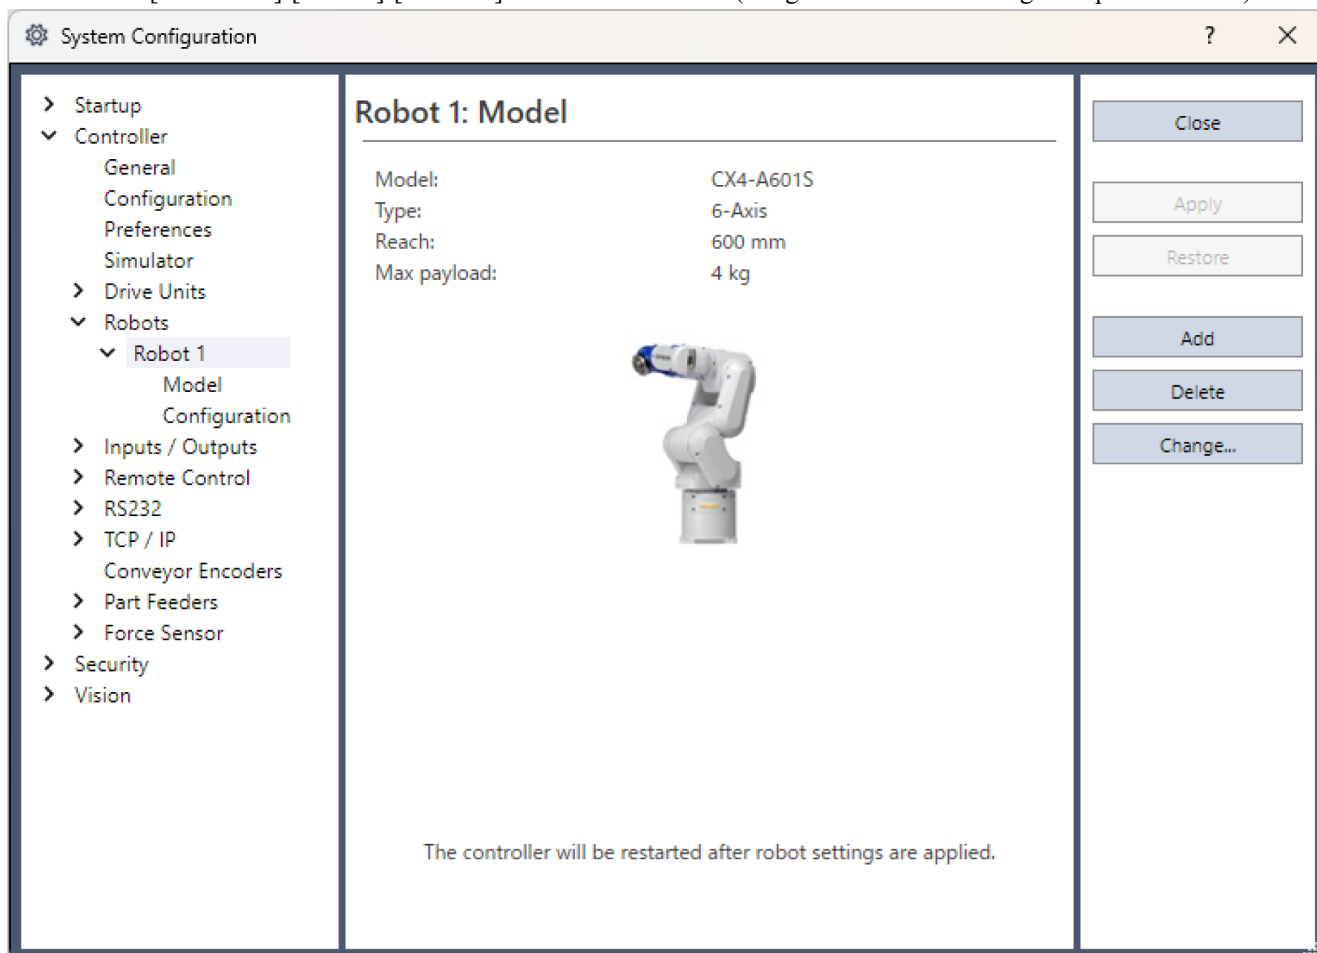 System Configuration
?
Startup
Controller
General
Configuration
Preferences
Simulator
Drive Units
Robots
Robot 1
Model
Configuration
Inputs / Outputs
Remote Control
RS232
TCP / IP
Conveyor Encoders
Part Feeders
Force Sensor
Security
Vision
Robot 1: Model
Model: CX4-A601S
Type: 6-Axis
Reach: 600 mm
Max payload: 4 kg
The controller will be restarted after robot settings are applied.
Close
Apply
Restore
Add
Delete
Change...